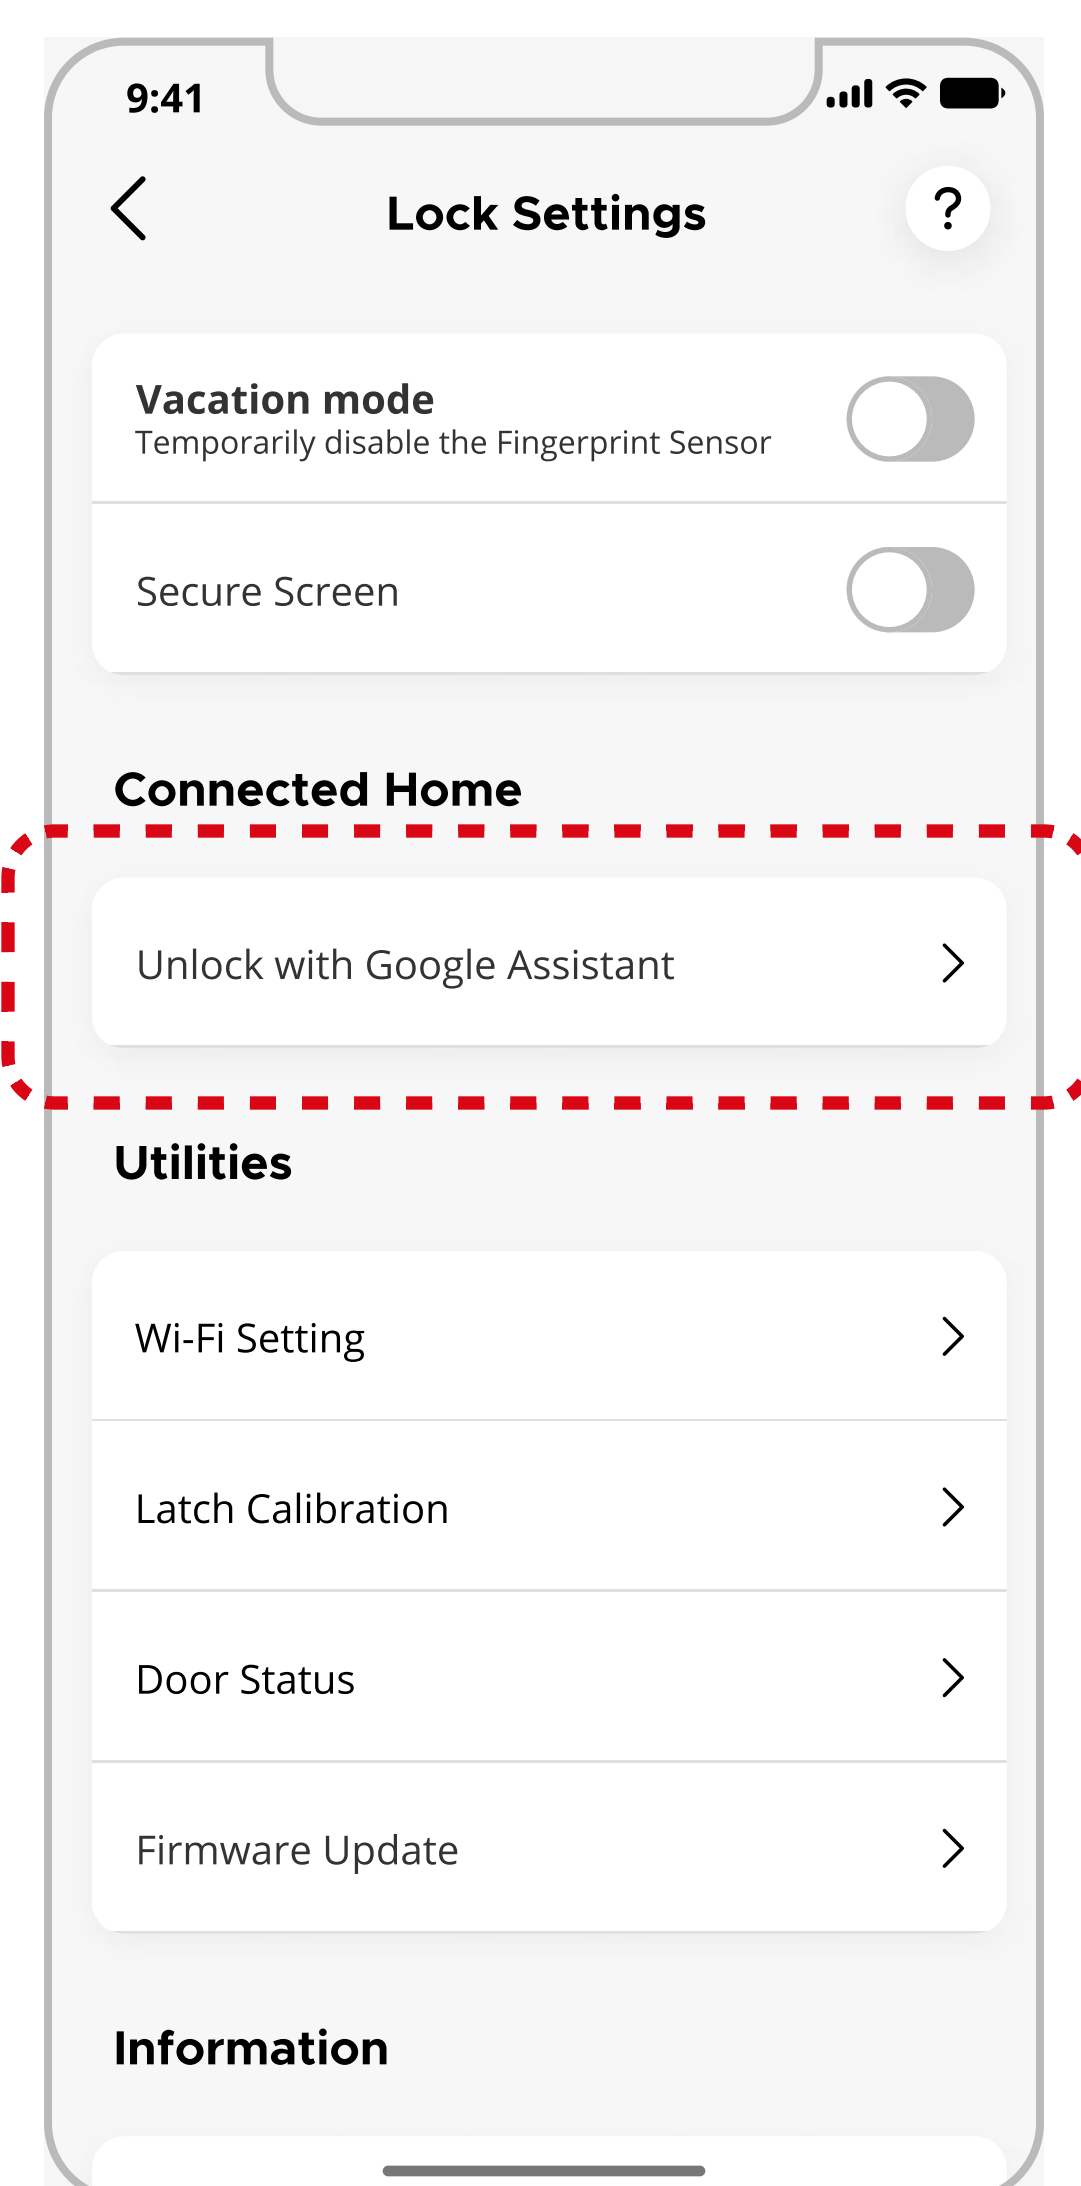 9:41
Lock Settings
?
Vacation mode
Temporarily disable the Fingerprint Sensor
Secure Screen
Connected Home
Unlock with Google Assistant
Utilities
Wi-Fi Setting
Latch Calibration
Door Status
Firmware Update
Information